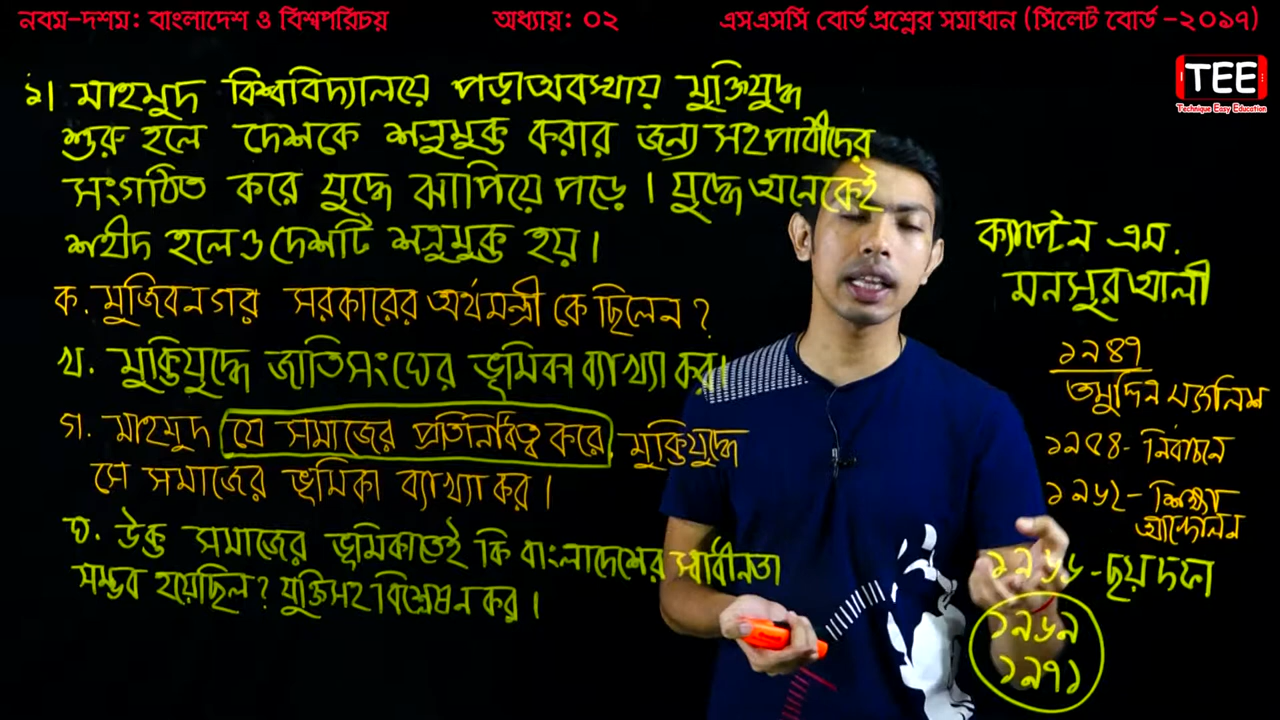 নবম-দশম: বাংলাদেশ ও বিশ্বপরিচয় অধ্যায়: ০২ এসএসসি বোর্ড প্রশ্নের সমাধান (সিলেট বোর্ড -২০১৭)
TEE
Technique Easy Education
১। মাহমুদ বিশ্ববিদ্যালয়ে পড়া অবস্থায় মুক্তিযুদ্ধে
শুরু হলে দেশকে শত্রুমুক্ত করার জন্য সহপাঠীদের
সংগঠিত করে যুদ্ধে ঝাপিয়ে পড়ে। যুদ্ধে অনেকেই
শহীদ হলেও দেশটি শত্রুমুক্ত হয়।
ক. মুজিবনগর সরকারের অর্থমন্ত্রী কে ছিলেন?
খ. মুক্তিযুদ্ধে জাতিসংঘের ভূমিকা ব্যাখ্যা কর।
গ. মাহমুদ যে সমাজের প্রতিনিধিত্ব করে, মুক্তিযুদ্ধে
সে সমাজের ভূমিকা ব্যাখ্যা কর।
ঘ. উক্ত সমাজের ভূমিকাতেই কি বাংলাদেশের স্বাধীনতা
সম্ভব হয়েছিল? যুক্তিসহ বিশ্লেষন কর।
ক্যাপ্টেন এম.
মনসুর আলী
১৯৪৭
তমুদ্দিন মজলিশ
১৯৫৪- নির্বাচনে
১৯৬২- শিক্ষা
আন্দোলন
১৯৬৬-ছয় দফা
১৯৬৯
১৯৭১